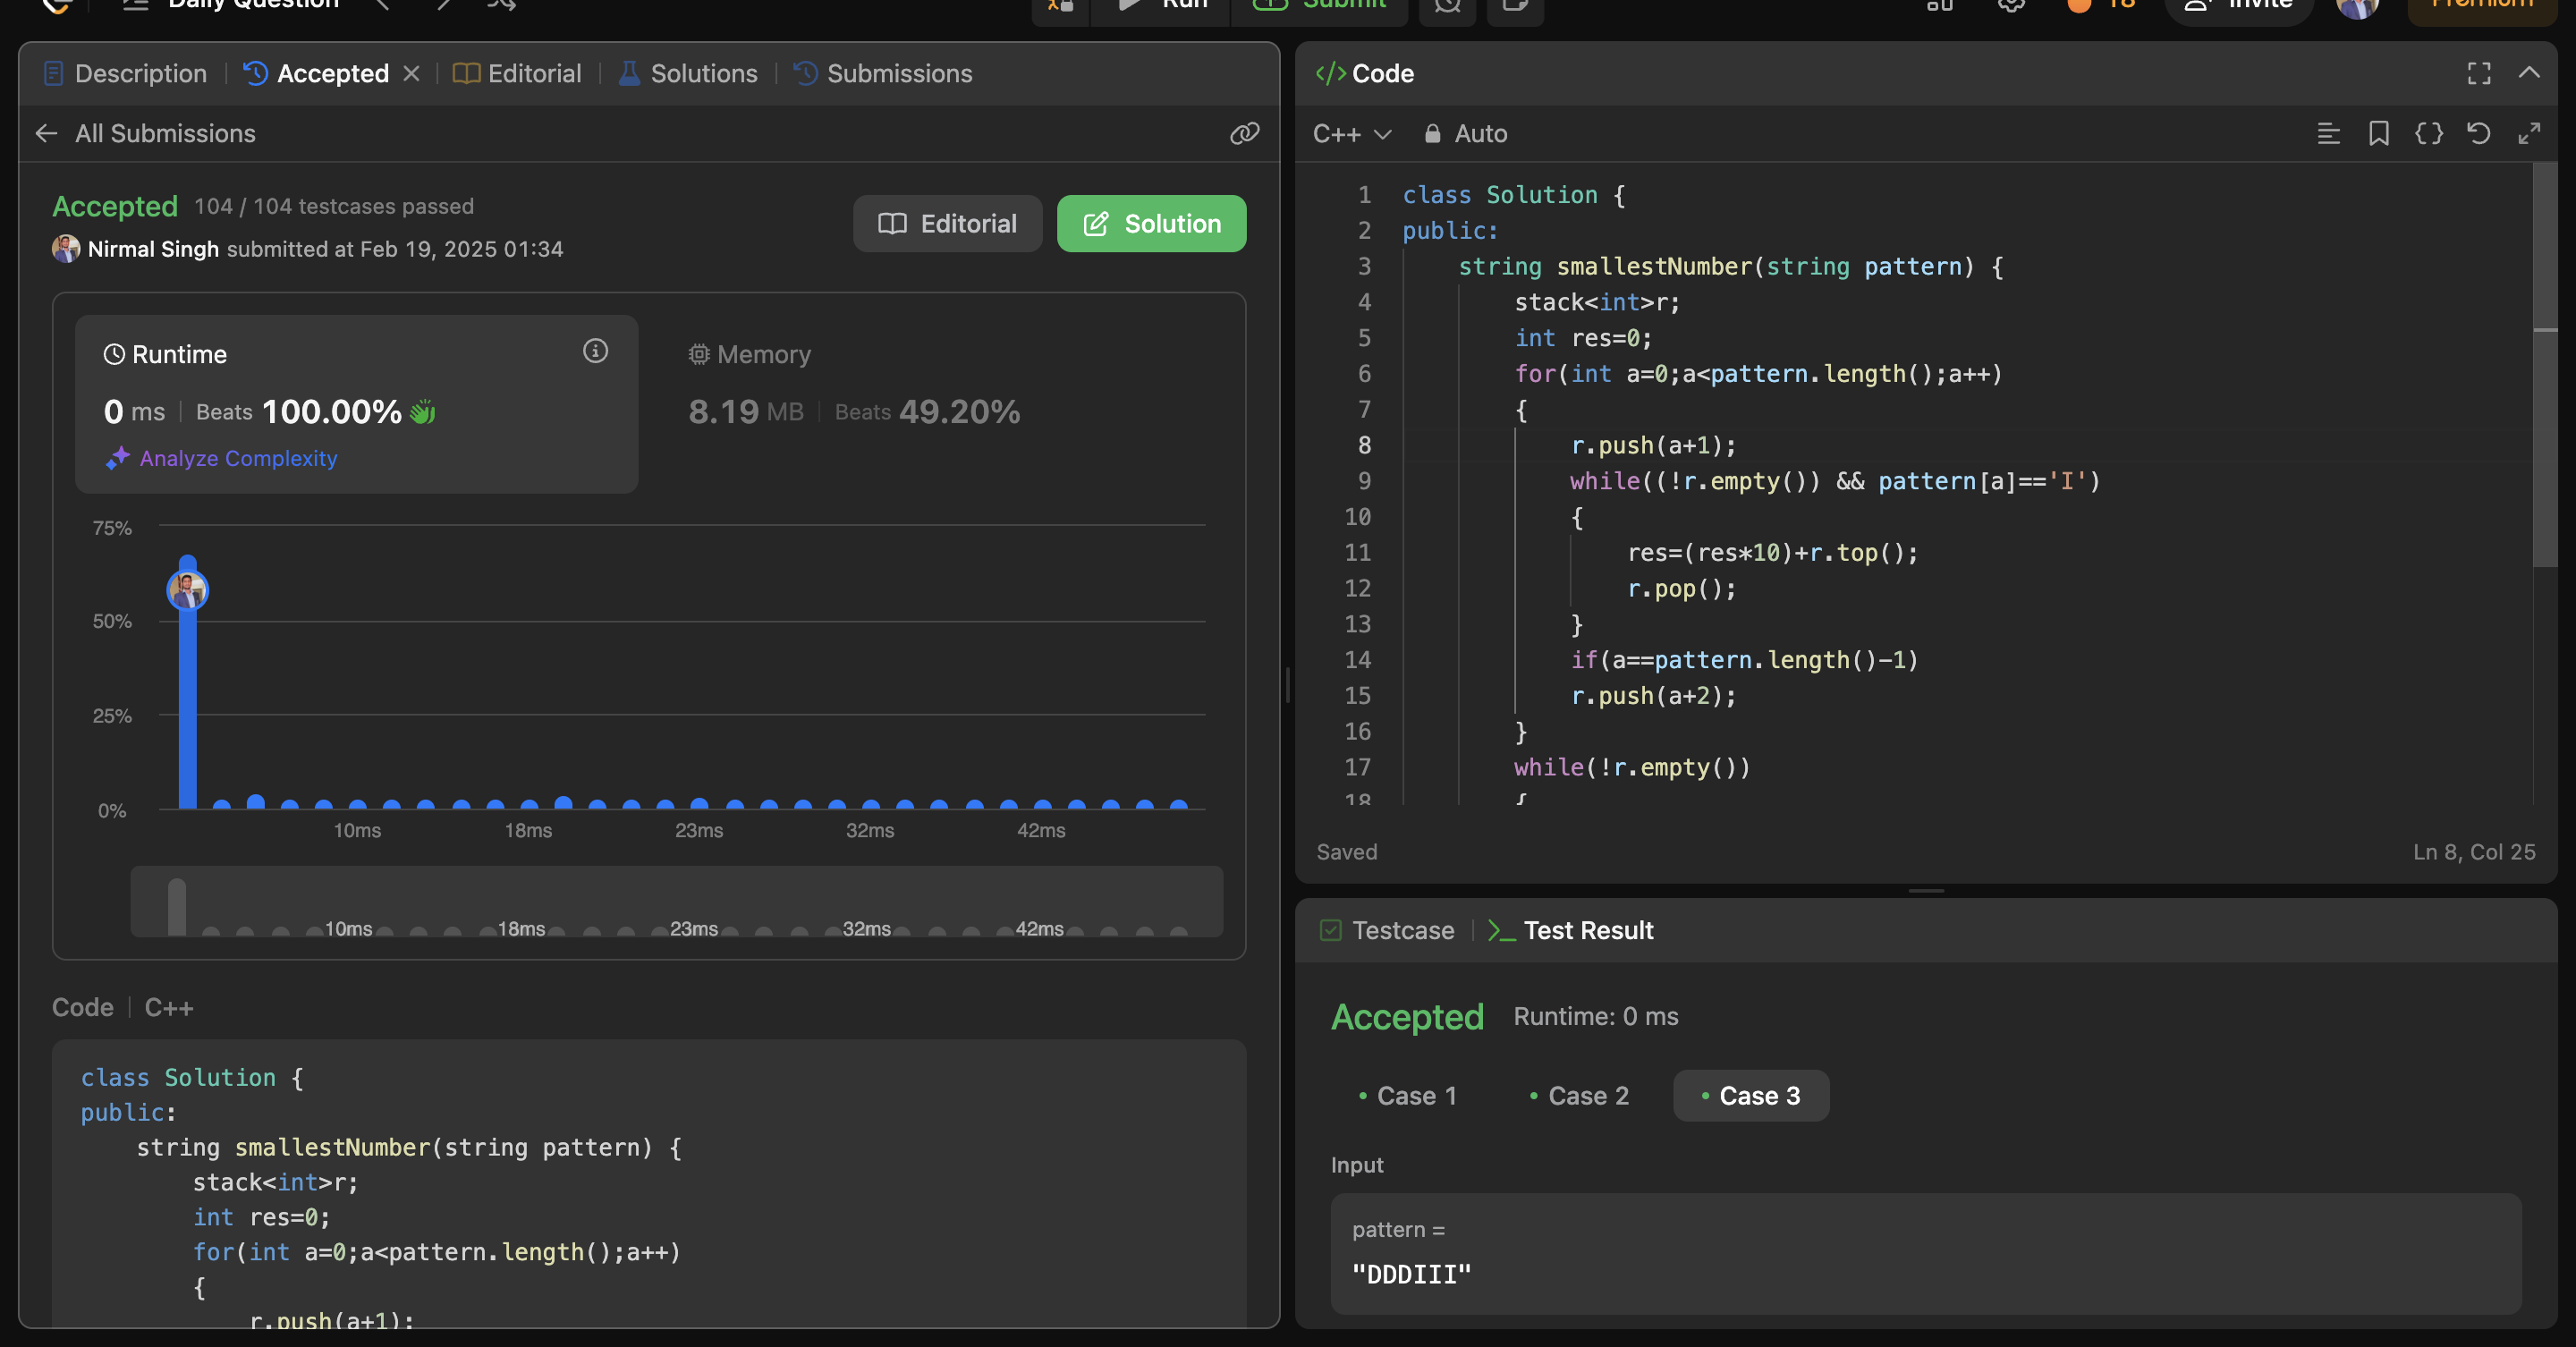 Daily Question
Run
Submit
18
Invite
Premium
Description
Accepted
Editorial
Solutions
Submissions
All Submissions
Accepted 104 / 104 testcases passed
Nirmal Singh submitted at Feb 19, 2025 01:34
Editorial
Solution
Runtime
0 ms | Beats 100.00%
Analyze Complexity
Memory
8.19 MB | Beats 49.20%
75%
50%
25%
0%
10ms 18ms 23ms 32ms 42ms
10ms 18ms 23ms 32ms 42ms
Code | C++
class Solution {
public:
    string smallestNumber(string pattern) {
        stack<int>r;
        int res=0;
        for(int a=0;a<pattern.length();a++)
        {
            r.push(a+1);
</> Code
C++
Auto
1 class Solution {
2 public:
3     string smallestNumber(string pattern) {
4         stack<int>r;
5         int res=0;
6         for(int a=0;a<pattern.length();a++)
7         {
8             r.push(a+1);
9             while((!r.empty()) && pattern[a]=='I')
10             {
11                 res=(res*10)+r.top();
12                 r.pop();
13             }
14             if(a==pattern.length()-1)
15             r.push(a+2);
16         }
17         while(!r.empty())
18         {
Saved
Ln 8, Col 25
Testcase
Test Result
Accepted Runtime: 0 ms
Case 1
Case 2
Case 3
Input
pattern =
"DDDIII"